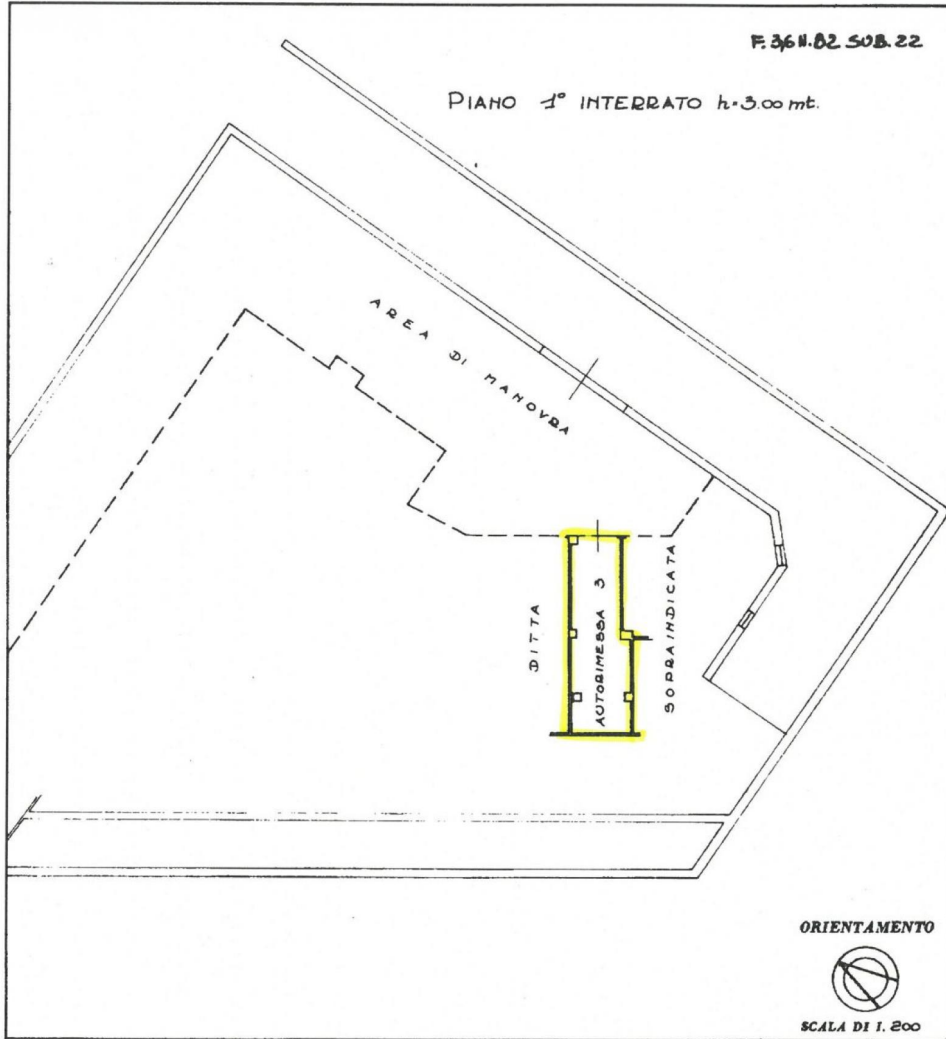 F. 36 N.82 SUB.22
PIANO 1° INTERRATO h=3.00 mt.
AREA DI MANOVRA
DITTA
AUTORIMESSA 3
SOPRAINDICATA
ORIENTAMENTO
SCALA DI 1. 200